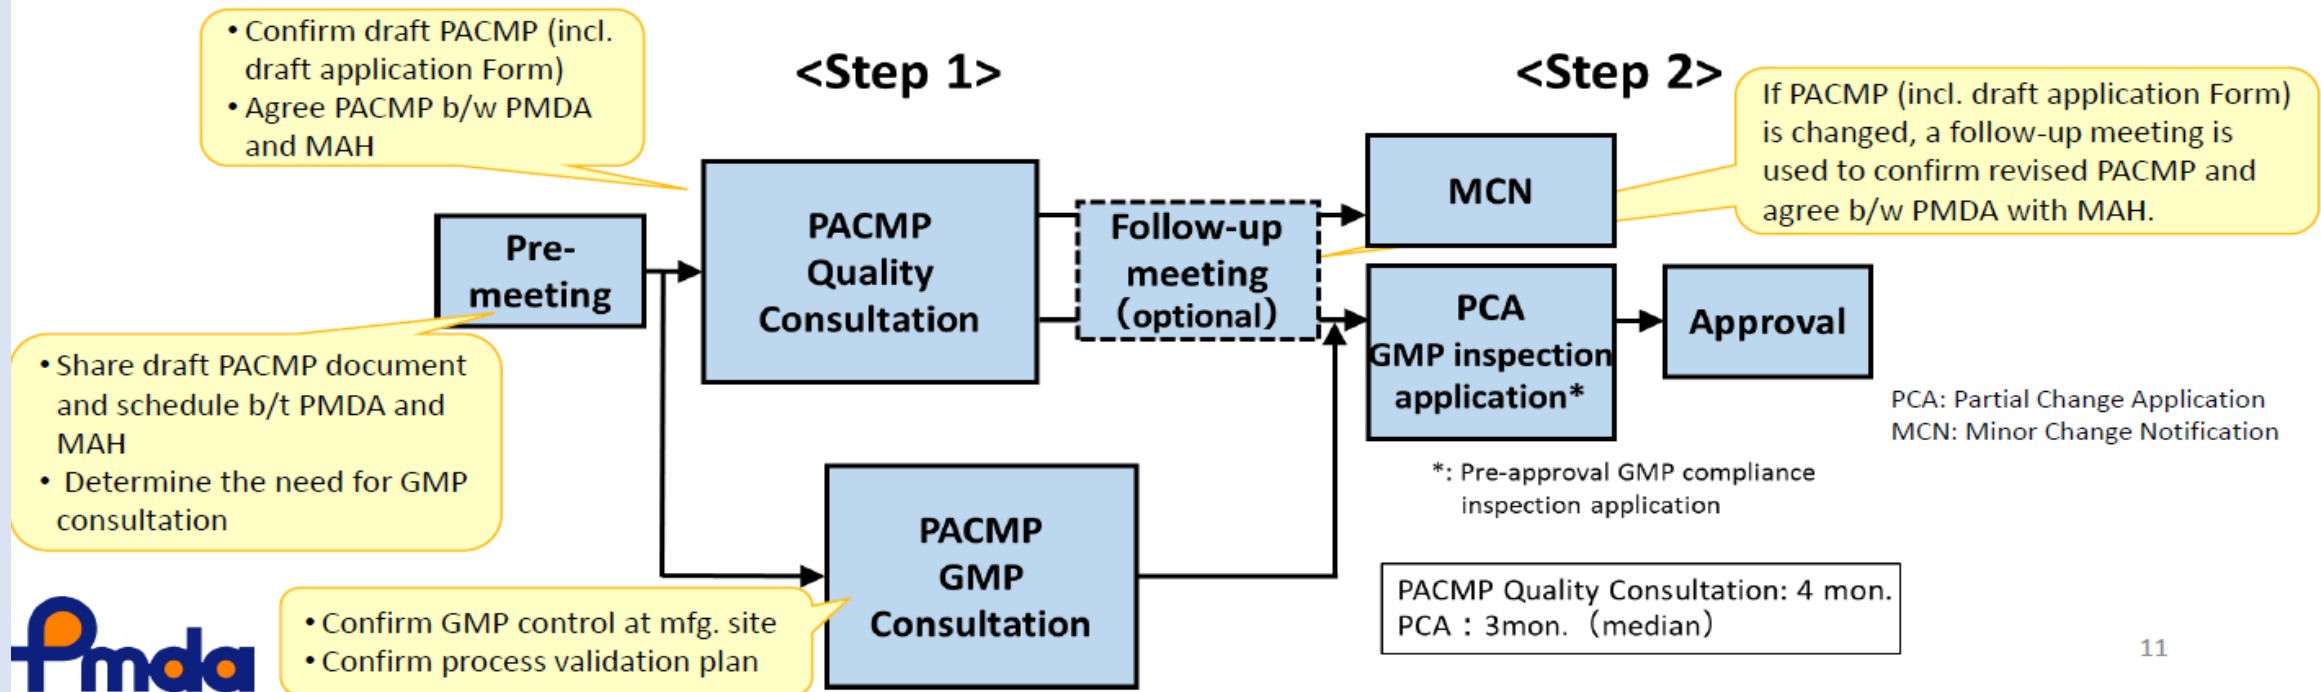 • Confirm draft PACMP (incl.
draft application Form)
• Agree PACMP b/w PMDA
and MAH
<Step 1>
<Step 2>
If PACMP (incl. draft application Form)
is changed, a follow-up meeting is
used to confirm revised PACMP and
agree b/w PMDA with MAH.
Pre-
meeting
PACMP
Quality
Consultation
Follow-up
meeting
(optional)
MCN
PCA
GMP inspection
application*
Approval
• Share draft PACMP document
and schedule b/t PMDA and
MAH
• Determine the need for GMP
consultation
PCA: Partial Change Application
MCN: Minor Change Notification
*: Pre-approval GMP compliance
inspection application
PACMP
GMP
Consultation
• Confirm GMP control at mfg. site
• Confirm process validation plan
PACMP Quality Consultation: 4 mon.
PCA：3mon.（median）
Pmda
11